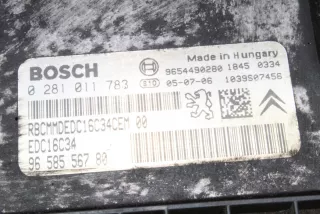 Made in Hungary
BOSCH 9654490280 1845 0334
0 281 011 783 S10 05-07-06 1039S07456
RBCMMDEDC16C34CEM 00
EDC16C34
96 585 567 80